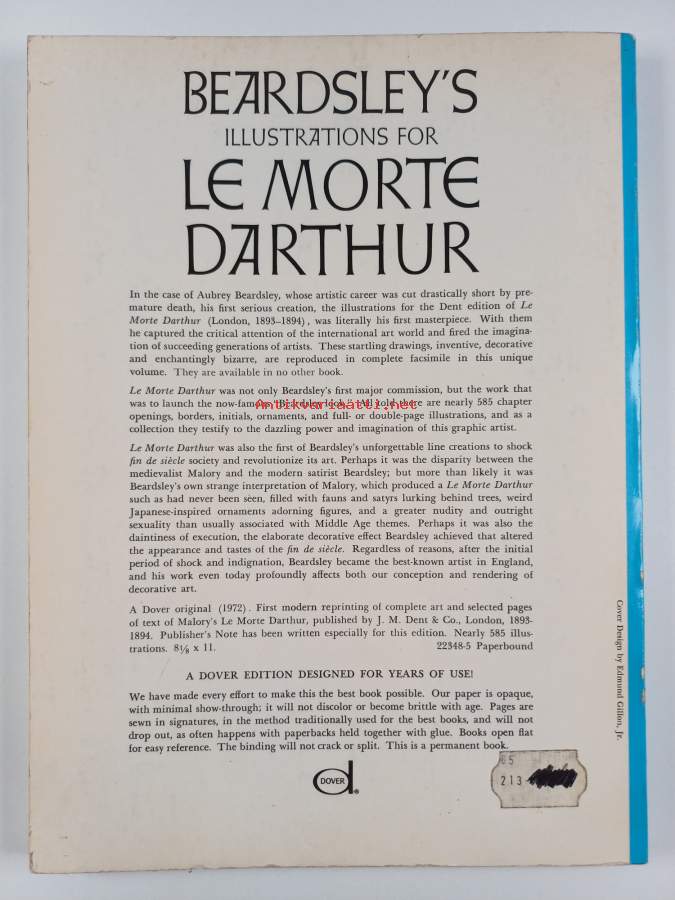 BEARDSLEY'S
ILLUSTRATIONS FOR
LE MORTE
DARTHUR
In the case of Aubrey Beardsley, whose artistic career was cut drastically short by pre-
mature death, his first serious creation, the illustrations for the Dent edition of Le
Morte Darthur (London, 1893–1894), was literally his first masterpiece. With them
he captured the critical attention of the international art world and fired the imagina-
tion of succeeding generations of artists. These startling drawings, inventive, decorative
and enchantingly bizarre, are reproduced in complete facsimile in this unique
volume. They are available in no other book.
Le Morte Darthur was not only Beardsley's first major commission, but the work that
was to launch the now-famous "Beardsley look." All told there are nearly 585 chapter
Antikvariaatti.net
openings, borders, initials, ornaments, and full- or double-page illustrations, and as a
collection they testify to the dazzling power and imagination of this graphic artist.
Le Morte Darthur was also the first of Beardsley's unforgettable line creations to shock
fin de siècle society and revolutionize its art. Perhaps it was the disparity between the
medievalist Malory and the modern satirist Beardsley; but more than likely it was
Beardsley's own strange interpretation of Malory, which produced a Le Morte Darthur
such as had never been seen, filled with fauns and satyrs lurking behind trees, weird
Japanese-inspired ornaments adorning figures, and a greater nudity and outright
sexuality than usually associated with Middle Age themes. Perhaps it was also the
daintiness of execution, the elaborate decorative effect Beardsley achieved that altered
the appearance and tastes of the fin de siècle. Regardless of reasons, after the initial
period of shock and indignation, Beardsley became the best-known artist in England,
and his work even today profoundly affects both our conception and rendering of
decorative art.
A Dover original (1972). First modern reprinting of complete art and selected pages
of text of Malory's Le Morte Darthur, published by J. M. Dent & Co., London, 1893-
1894. Publisher's Note has been written especially for this edition. Nearly 585 illus-
trations. 8⅛ x 11. 22348-5 Paperbound
A DOVER EDITION DESIGNED FOR YEARS OF USE!
We have made every effort to make this the best book possible. Our paper is opaque,
with minimal show-through; it will not discolor or become brittle with age. Pages are
sewn in signatures, in the method traditionally used for the best books, and will not
drop out, as often happens with paperbacks held together with glue. Books open flat
for easy reference. The binding will not crack or split. This is a permanent book.
DOVER
®
213
Cover Design by Edmund Gillon, Jr.